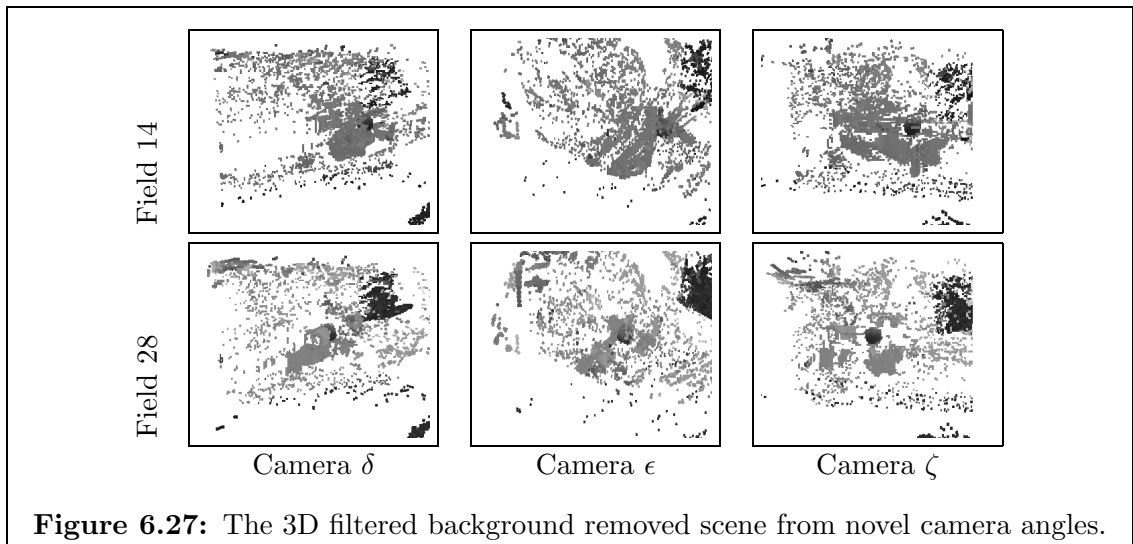 Field 14
Field 28
Camera δ
Camera ϵ
Camera ζ
Figure 6.27: The 3D filtered background removed scene from novel camera angles.